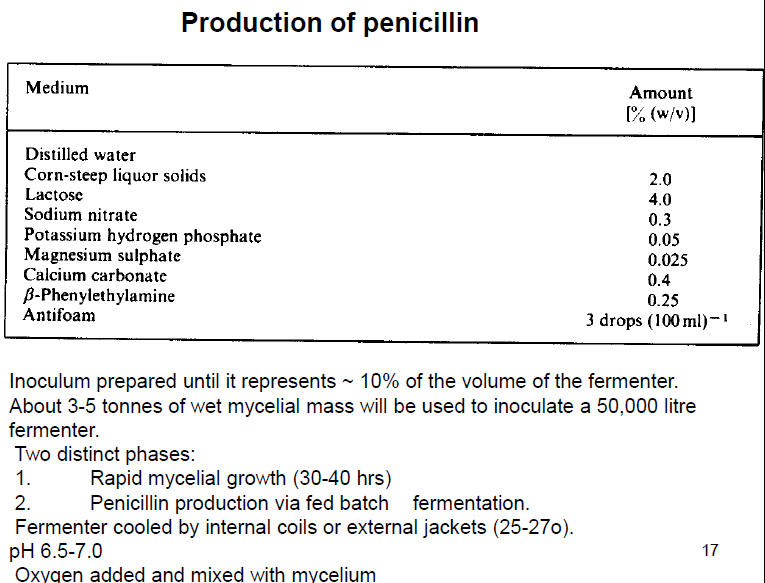 Production of penicillin
Medium Amount
[% (w/v)]
Distilled water
Corn-steep liquor solids 2.0
Lactose 4.0
Sodium nitrate 0.3
Potassium hydrogen phosphate 0.05
Magnesium sulphate 0.025
Calcium carbonate 0.4
β-Phenylethylamine 0.25
Antifoam 3 drops (100 ml)⁻¹
Inoculum prepared until it represents ~ 10% of the volume of the fermenter.
About 3-5 tonnes of wet mycelial mass will be used to inoculate a 50,000 litre
fermenter.
Two distinct phases:
1. Rapid mycelial growth (30-40 hrs)
2. Penicillin production via fed batch fermentation.
Fermenter cooled by internal coils or external jackets (25-27o).
pH 6.5-7.0 17
Oxygen added and mixed with mycelium